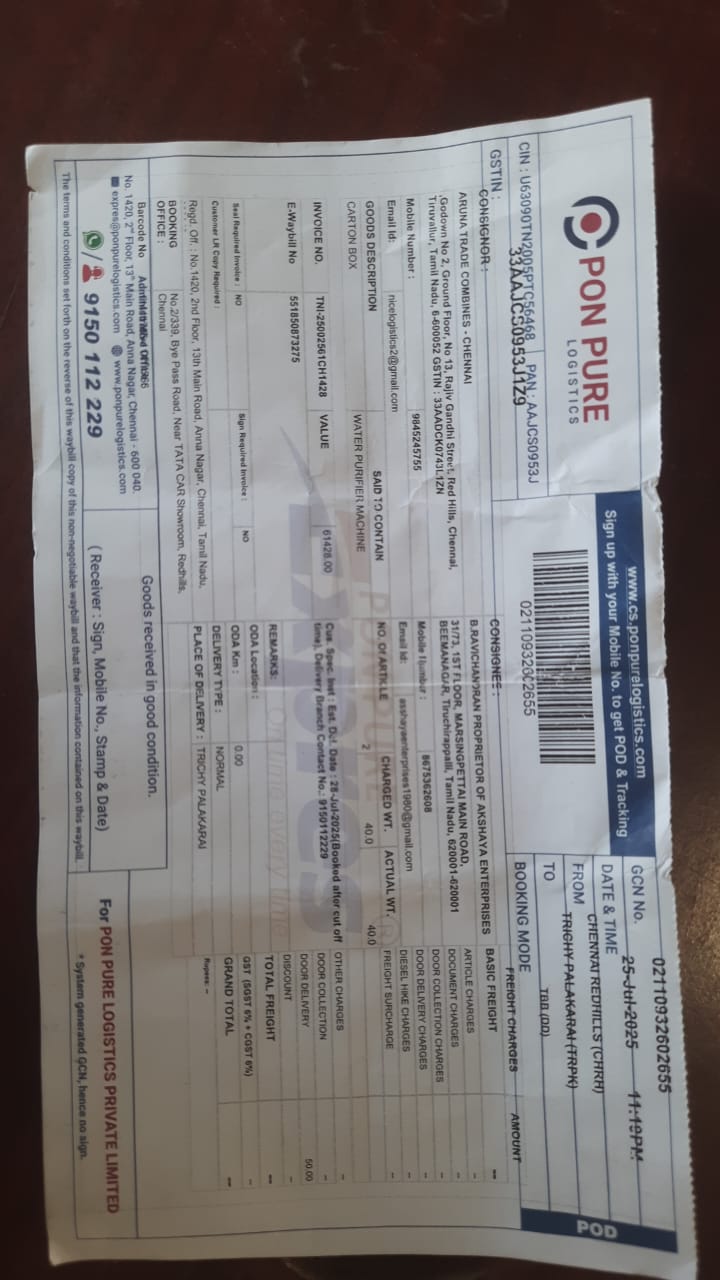 PON PURE
LOGISTICS
www.cs.ponpurelogistics.com
Sign up with your Mobile No. to get POD & Tracking
CIN : U63090TN2005PTC56468 PAN : AAJCS0953J
GSTIN : 33AAJCS0953J1Z9
02110932602655
GCN No. 02110932602655
DATE & TIME 25-Jul-2025 11:19PM
FROM CHENNAI REDHILLS (CHRH)
TO TRICHY PALAKARAI (TRPK)
BOOKING MODE TBB (DD)
POD
CONSIGNOR :
ARUNA TRADE COMBINES - CHENNAI
Godown No 2, Ground Floor, No 13, Rajiv Gandhi Street, Red Hills, Chennai,
Tiruvallur, Tamil Nadu, 6-600052 GSTIN : 33AADCK0743L1ZN
Mobile Number : 9845245755
Email Id: nicelogistics2@gmail.com
CONSIGNEE :
B.RAVICHANDRAN PROPRIETOR OF AKSHAYA ENTERPRISES
31/73, 1ST FLOOR, MARSINGPETTAI MAIN ROAD,
BEEMANAGAR, Tiruchirappalli, Tamil Nadu, 620001-620001
Mobile Number : 8675362608
Email Id: asshayaenterprises1980@gmail.com
GOODS DESCRIPTION SAID TO CONTAIN NO. OF ARTICLE CHARGED WT. ACTUAL WT.
CARTON BOX WATER PURIFIER MACHINE 2 40.0 40.0
INVOICE NO. TNI-25002561CH1428 VALUE 61428.00
E-Waybill No 551850873275
Cus. Spec. Inst : Est. Del. Date : 28-Jul-2025(Booked after cut off
time). Delivery Branch Contact No.: 9150112229
REMARKS:
Seal Required Invoice : NO Sign Required Invoice : NO
Customer LR Copy Required :
ODA Location :
ODA Km : 0.00
DELIVERY TYPE : NORMAL
PLACE OF DELIVERY : TRICHY PALAKARAI
Regd. Off. : No.1420, 2nd Floor, 13th Main Road, Anna Nagar, Chennai, Tamil Nadu,
BOOKING OFFICE : No.2/339, Bye Pass Road, Near TATA CAR Showroom, Redhills,
Chennai
FREIGHT CHARGES AMOUNT
BASIC FREIGHT --
ARTICLE CHARGES -
DOCUMENT CHARGES -
DOOR COLLECTION CHARGES -
DOOR DELIVERY CHARGES -
DIESEL HIKE CHARGES -
FREIGHT SURCHARGE -
OTHER CHARGES -
DOOR COLLECTION -
DOOR DELIVERY 50.00
DISCOUNT -
TOTAL FREIGHT --
GST (SGST 6% + CGST 6%) -
GRAND TOTAL --
Rupees: --
Barcode No
No. 1420, 2nd Floor, 13th Main Road, Anna Nagar, Chennai - 600 040.
expres@ponpurelogistics.com www.ponpurelogistics.com
9150 112 229
Goods received in good condition.
( Receiver : Sign, Mobile No., Stamp & Date)
For PON PURE LOGISTICS PRIVATE LIMITED
* System generated GCN, hence no sign.
The terms and conditions set forth on the reverse of this waybill copy of this non-negotiable waybill and that the information contained on this waybill.